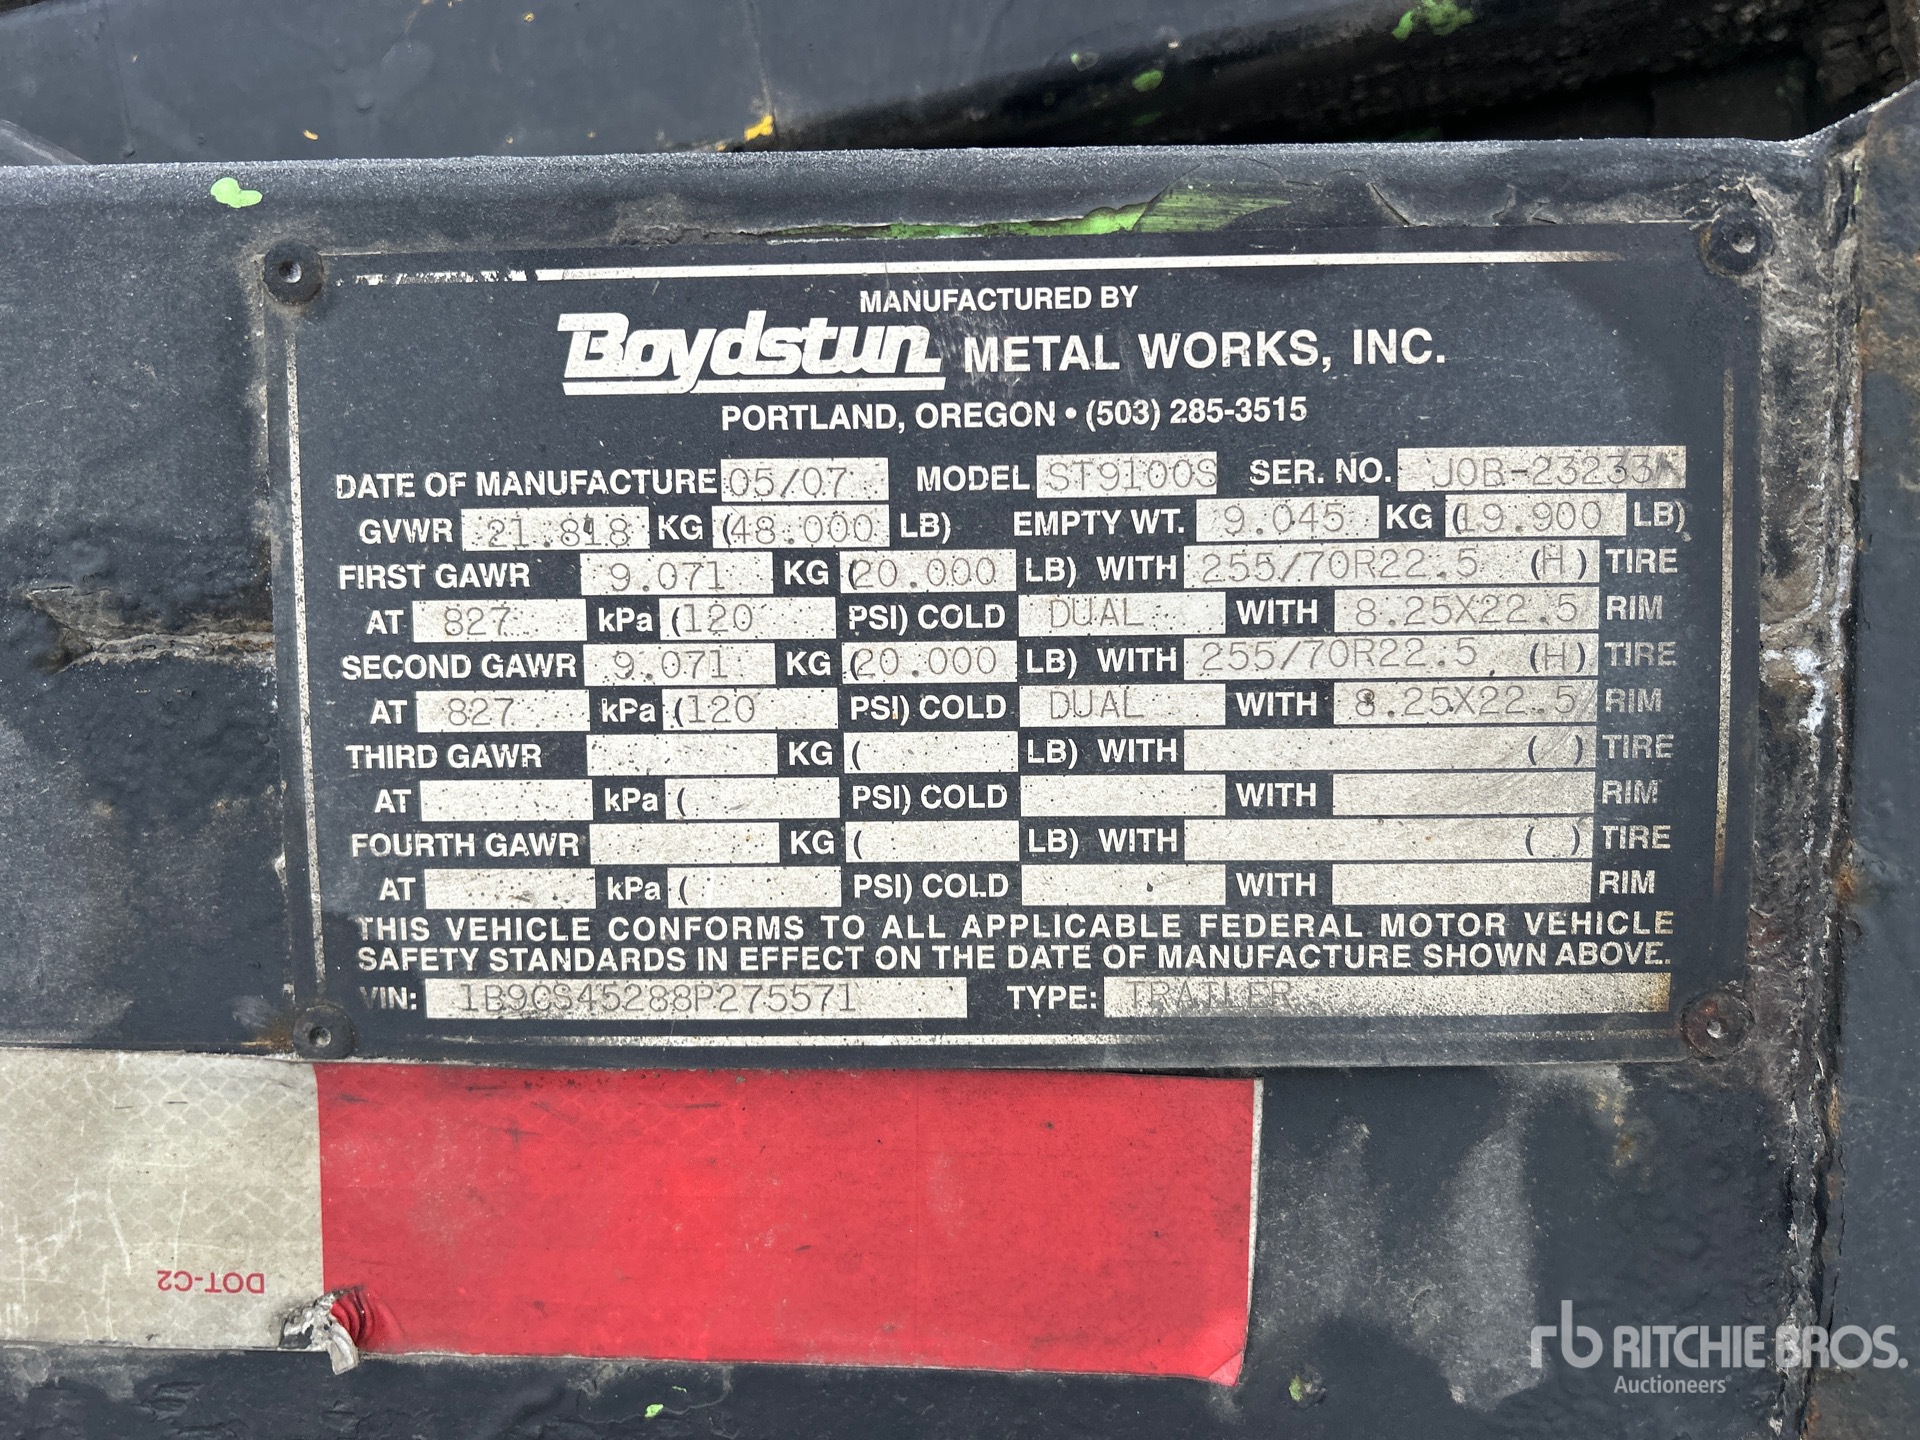 MANUFACTURED BY
Boydstun METAL WORKS, INC.
PORTLAND, OREGON • (503) 285-3515
DATE OF MANUFACTURE 05/07 MODEL ST9100S SER. NO. JOB-23233A
GVWR 21.818 KG (48.000 LB) EMPTY WT. 9.045 KG (19.900 LB)
FIRST GAWR 9.071 KG (20.000 LB) WITH 255/70R22.5 (H) TIRE
AT 827 kPa (120 PSI) COLD DUAL WITH 8.25X22.5 RIM
SECOND GAWR 9.071 KG (20.000 LB) WITH 255/70R22.5 (H) TIRE
AT 827 kPa (120 PSI) COLD DUAL WITH 8.25X22.5 RIM
THIRD GAWR KG ( LB) WITH ( ) TIRE
AT kPa ( PSI) COLD WITH RIM
FOURTH GAWR KG ( LB) WITH ( ) TIRE
AT kPa ( PSI) COLD WITH RIM
THIS VEHICLE CONFORMS TO ALL APPLICABLE FEDERAL MOTOR VEHICLE
SAFETY STANDARDS IN EFFECT ON THE DATE OF MANUFACTURE SHOWN ABOVE.
VIN: 1B9CS45288P275571 TYPE: TRAILER
DOT-C2
rb RITCHIE BROS.
Auctioneers